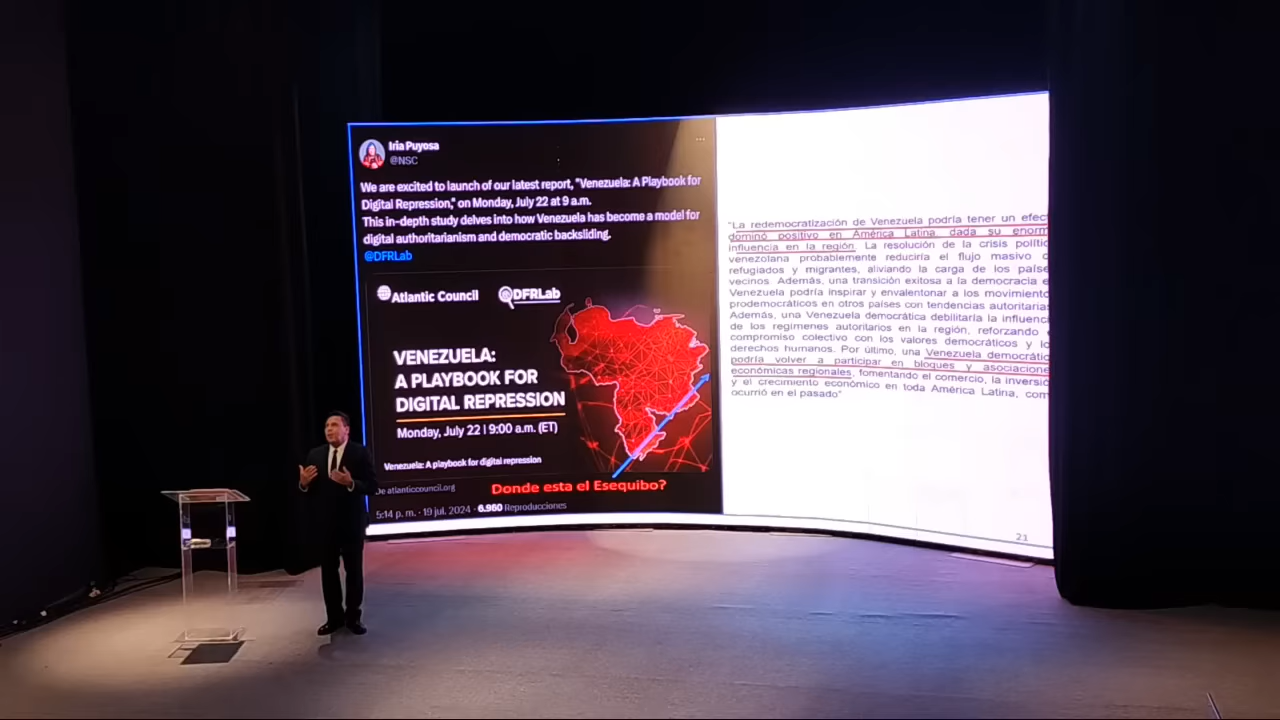 Iria Puyosa
@NSC
We are excited to launch of our latest report, "Venezuela: A Playbook for
Digital Repression," on Monday, July 22 at 9 a.m.
This in-depth study delves into how Venezuela has become a model for
digital authoritarianism and democratic backsliding.
@DFRLab
Atlantic Council
@DFRLab
VENEZUELA:
A PLAYBOOK FOR
DIGITAL REPRESSION
Monday, July 22 | 9:00 a.m. (ET)
Venezuela: A playbook for digital repression
De atlanticcouncil.org
Donde esta el Esequibo?
5:14 p. m. · 19 jul. 2024 · 6.960 Reproducciones
"La redemocratización de Venezuela podría tener un efec
dominó positivo en América Latina, dada su enorm
influencia en la región. La resolución de la crisis políti
venezolana probablemente reduciría el flujo masivo d
refugiados y migrantes, aliviando la carga de los paíse
vecinos. Además, una transición exitosa a la democracia e
Venezuela podría inspirar y envalentonar a los movimiento
prodemocráticos en otros países con tendencias autoritaria
Además, una Venezuela democrática debilitaría la influenc
de los regímenes autoritarios en la región, reforzando
compromiso colectivo con los valores democráticos y lo
derechos humanos. Por último, una Venezuela democrátic
podría volver a participar en bloques y asociacione
económicas regionales, fomentando el comercio, la inversió
y el crecimiento económico en toda América Latina, com
ocurrió en el pasado"
21